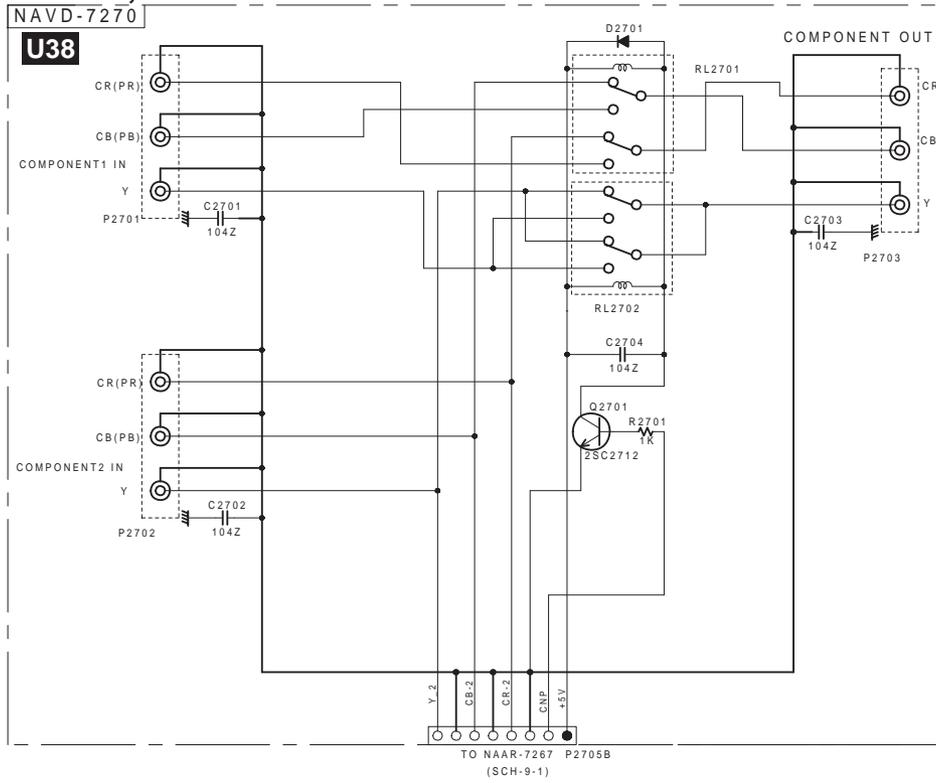 NAVD-7270
U38
D2701
COMPONENT OUT
RL2701
CR(PR)
CR
CB(PB)
CB
COMPONENT1 IN
Y
Y
C2701
P2701
104Z
C2703
104Z
P2703
RL2702
C2704
104Z
CR(PR)
Q2701
R2701
CB(PB)
1K
2SC2712
COMPONENT2 IN
Y
C2702
P2702
104Z
Y_2
CB-2
CR-2
CNP
+5V
TO NAAR-7267 P2705B
(SCH-9-1)